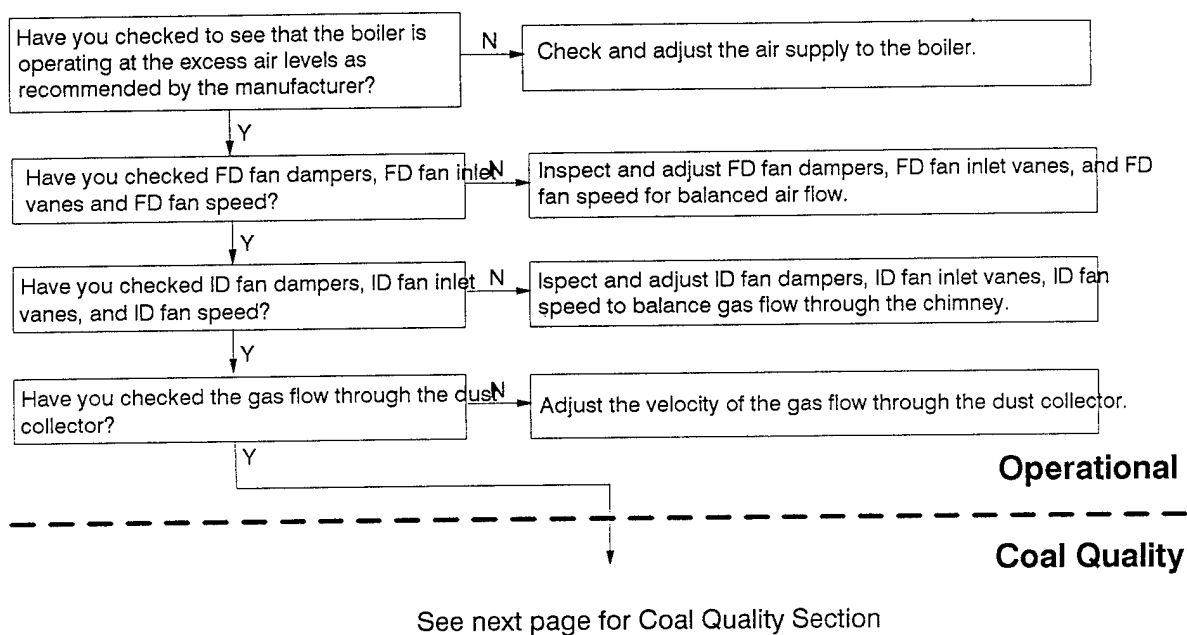 Have you checked to see that the boiler is
operating at the excess air levels as
recommended by the manufacturer?
N
Check and adjust the air supply to the boiler.
Y
Have you checked FD fan dampers, FD fan inlet
vanes and FD fan speed?
N
Inspect and adjust FD fan dampers, FD fan inlet vanes, and FD
fan speed for balanced air flow.
Y
Have you checked ID fan dampers, ID fan inlet
vanes, and ID fan speed?
N
Ispect and adjust ID fan dampers, ID fan inlet vanes, ID fan
speed to balance gas flow through the chimney.
Y
Have you checked the gas flow through the dust
collector?
N
Adjust the velocity of the gas flow through the dust collector.
Y
Operational
Coal Quality
See next page for Coal Quality Section